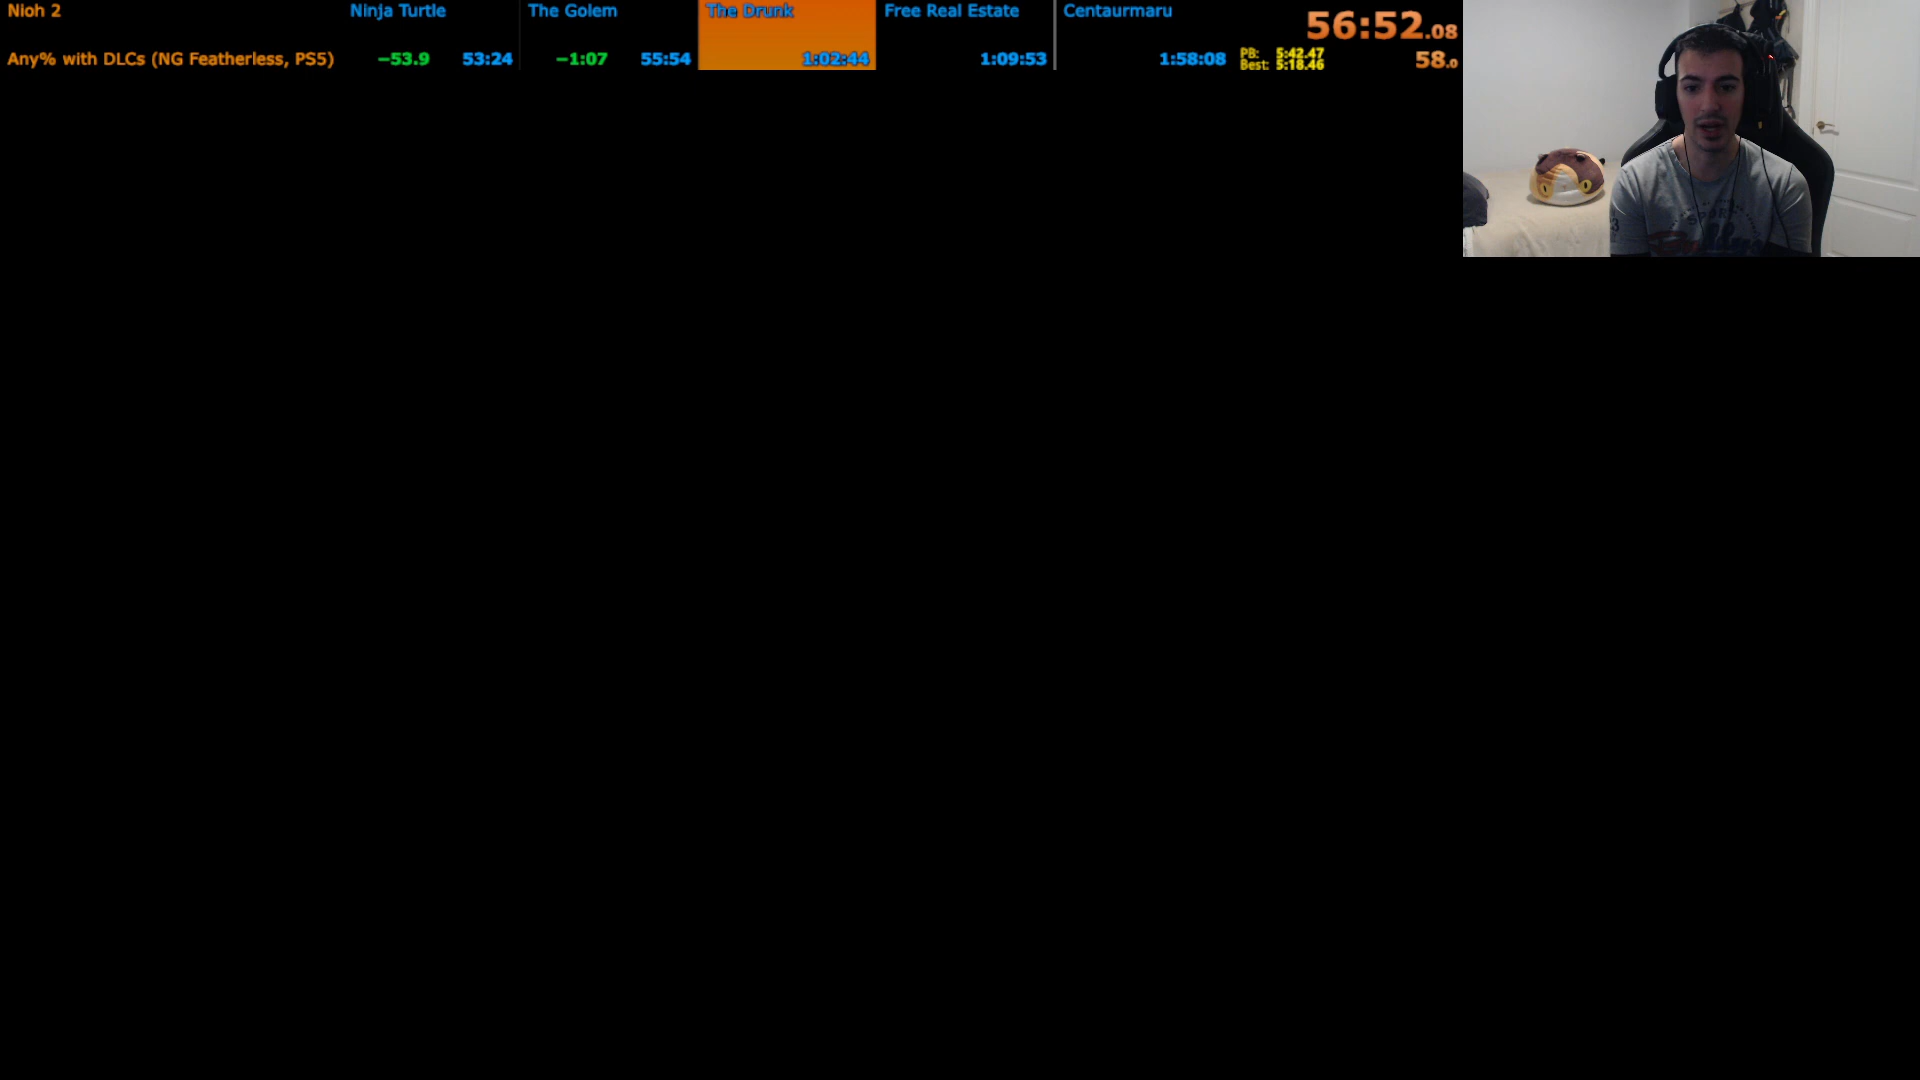 Nioh 2
Any% with DLCs (NG Featherless, PS5)
Ninja Turtle
−53.9 53:24
The Golem
−1:07 55:54
The Drunk
1:02:44
Free Real Estate
1:09:53
Centaurmaru
1:58:08
56:52.08
PB: 5:42.47
Best: 5:18.46
58.0
SPORT